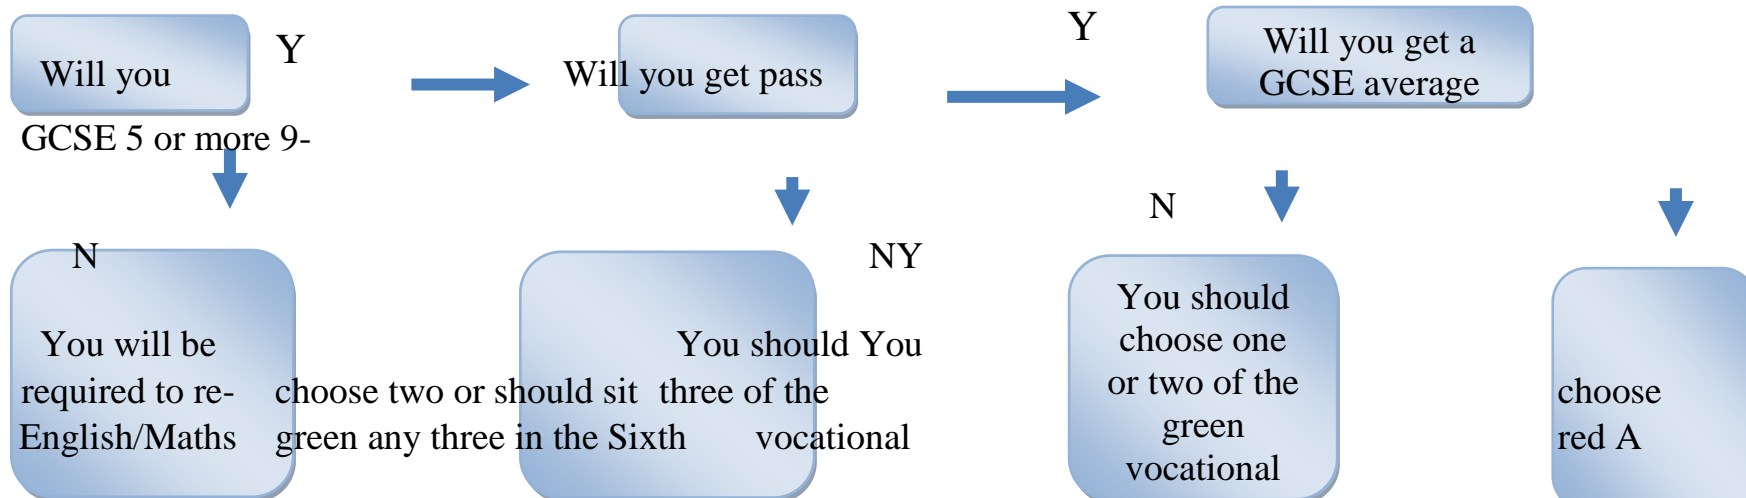 Y
Y
Will you
Will you get pass
Will you get a
GCSE average
GCSE 5 or more 9-
N
NY
N
You will be
required to re-
English/Maths
You should You
choose two or should sit three of the
green any three in the Sixth vocational
You should
choose one
or two of the
green
vocational
choose
red A